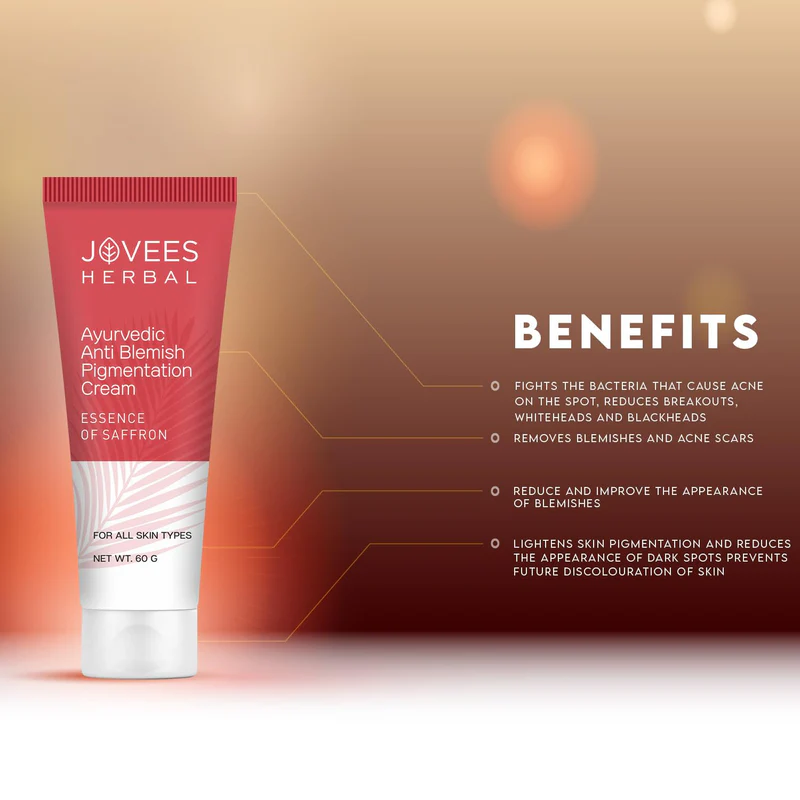 JOVEES
HERBAL
Ayurvedic
Anti Blemish
Pigmentation
Cream
ESSENCE
OF SAFFRON
FOR ALL SKIN TYPES
NET WT. 60 G
BENEFITS
FIGHTS THE BACTERIA THAT CAUSE ACNE
ON THE SPOT, REDUCES BREAKOUTS,
WHITEHEADS AND BLACKHEADS
REMOVES BLEMISHES AND ACNE SCARS
REDUCE AND IMPROVE THE APPEARANCE
OF BLEMISHES
LIGHTENS SKIN PIGMENTATION AND REDUCES
THE APPEARANCE OF DARK SPOTS PREVENTS
FUTURE DISCOLOURATION OF SKIN